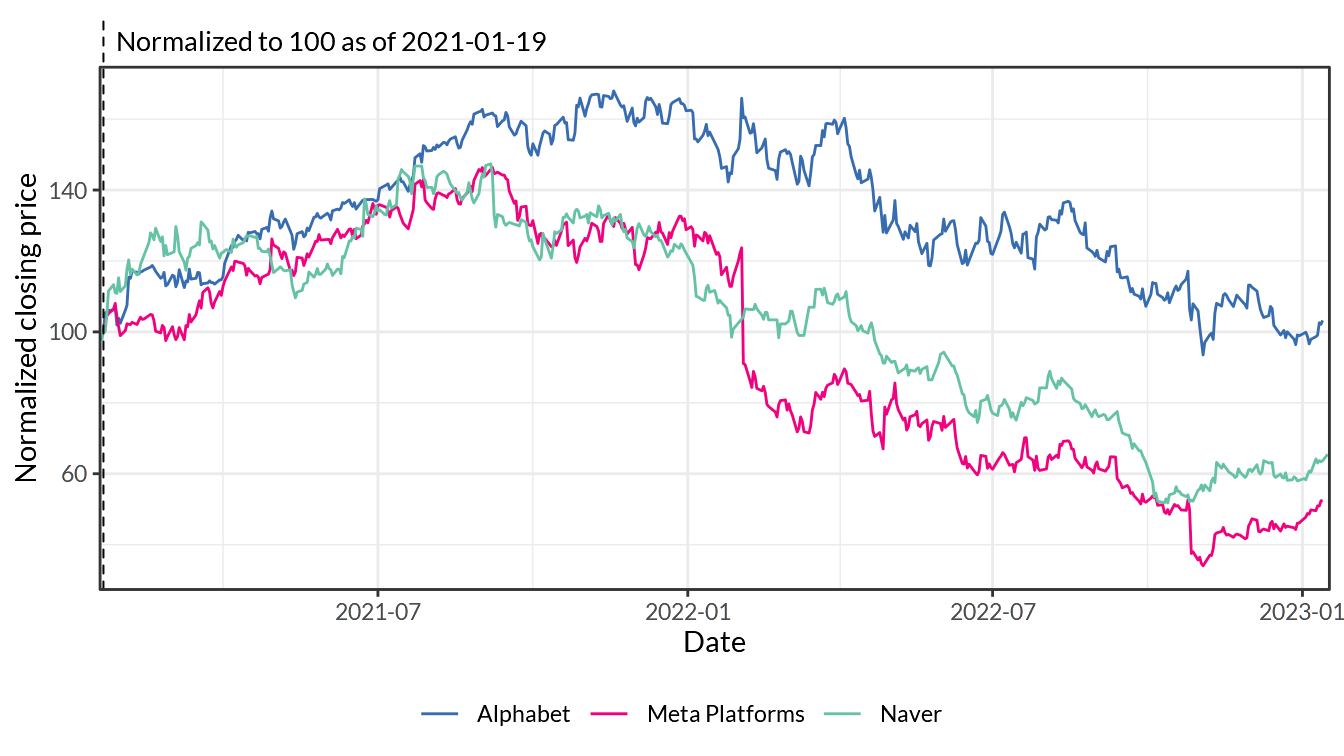 Normalized to 100 as of 2021-01-19
Normalized closing price
140
100
60
2021-07
2022-01
2022-07
2023-01
Date
Alphabet
Meta Platforms
Naver